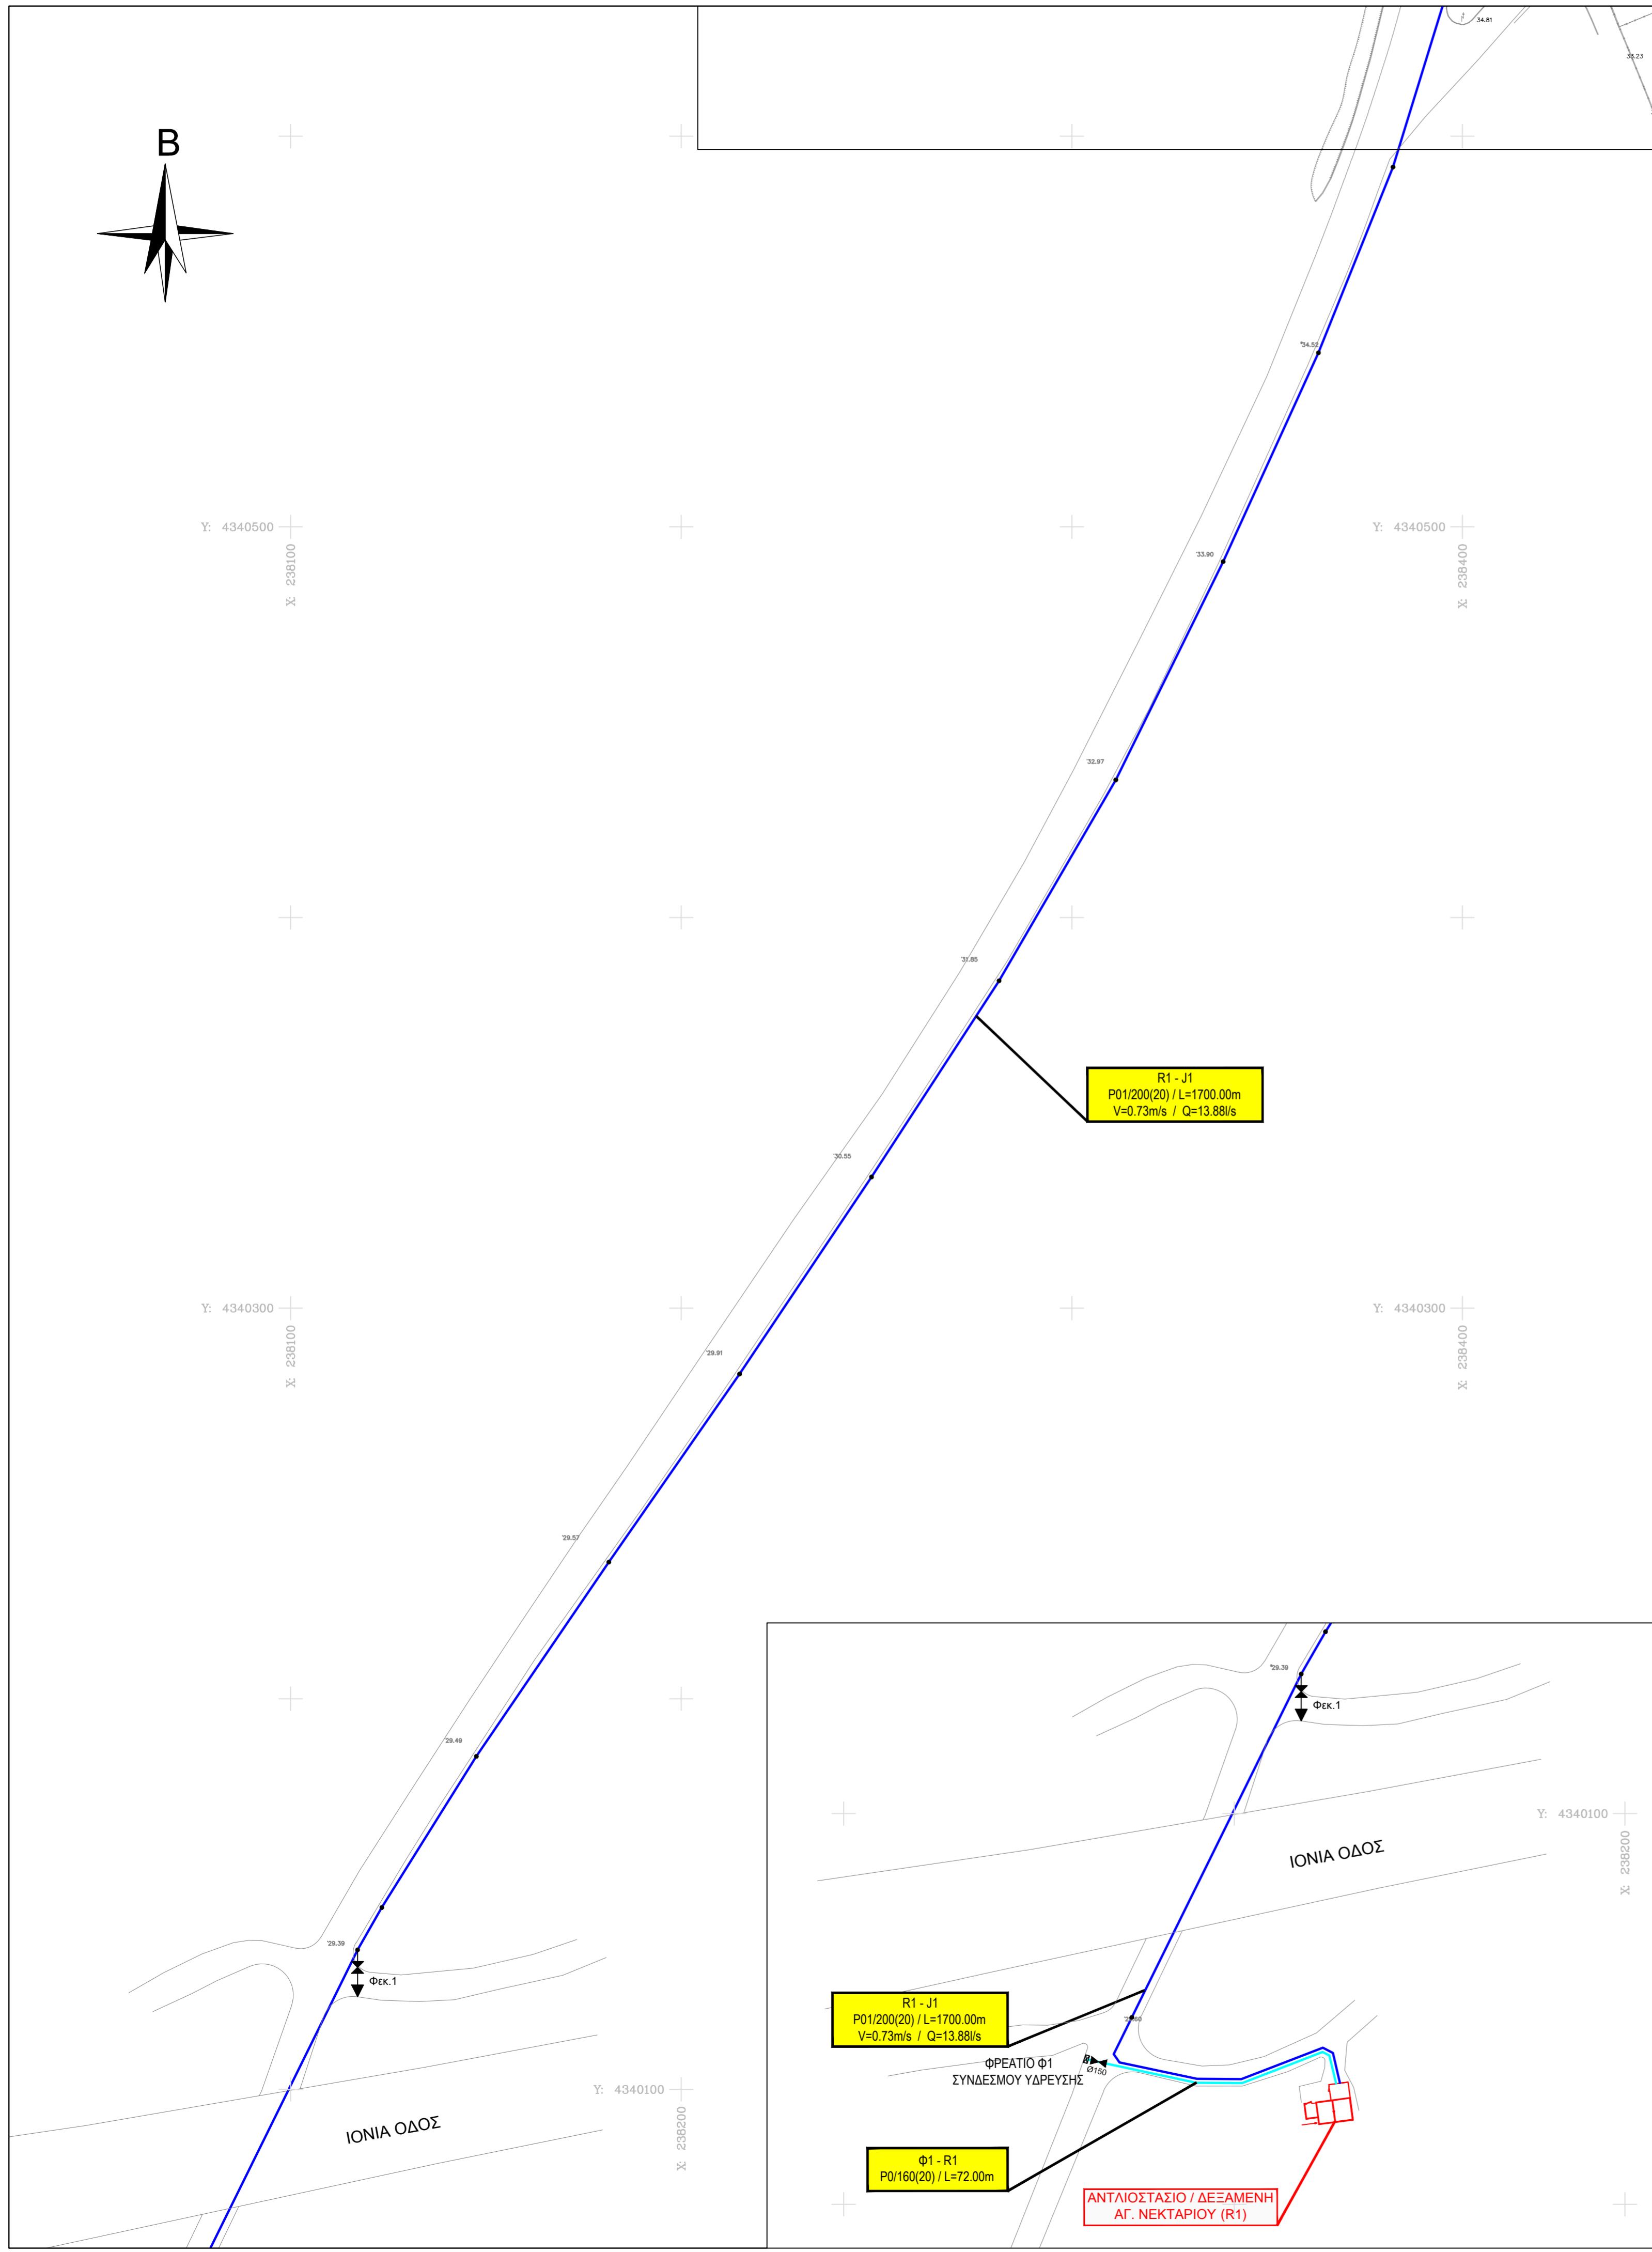 34.81
33.23
B
34.52
Y: 4340500
Y: 4340500
X: 238100
X: 238400
33.90
32.97
31.85
R1 - J1
P01/200(20) / L=1700.00m
V=0.73m/s / Q=13.88l/s
30.55
Y: 4340300
Y: 4340300
X: 238100
X: 238400
29.91
29.57
29.49
29.39
Φεκ.1
Y: 4340100
X: 238200
ΙΟΝΙΑ ΟΔΟΣ
29.39
Φεκ.1
Y: 4340100
X: 238200
ΙΟΝΙΑ ΟΔΟΣ
R1 - J1
P01/200(20) / L=1700.00m
V=0.73m/s / Q=13.88l/s
ΦΡΕΑΤΙΟ Φ1
ΣΥΝΔΕΣΜΟΥ ΥΔΡΕΥΣΗΣ
Ø150
Φ1 - R1
P0/160(20) / L=72.00m
ΑΝΤΛΙΟΣΤΑΣΙΟ / ΔΕΞΑΜΕΝΗ
ΑΓ. ΝΕΚΤΑΡΙΟΥ (R1)